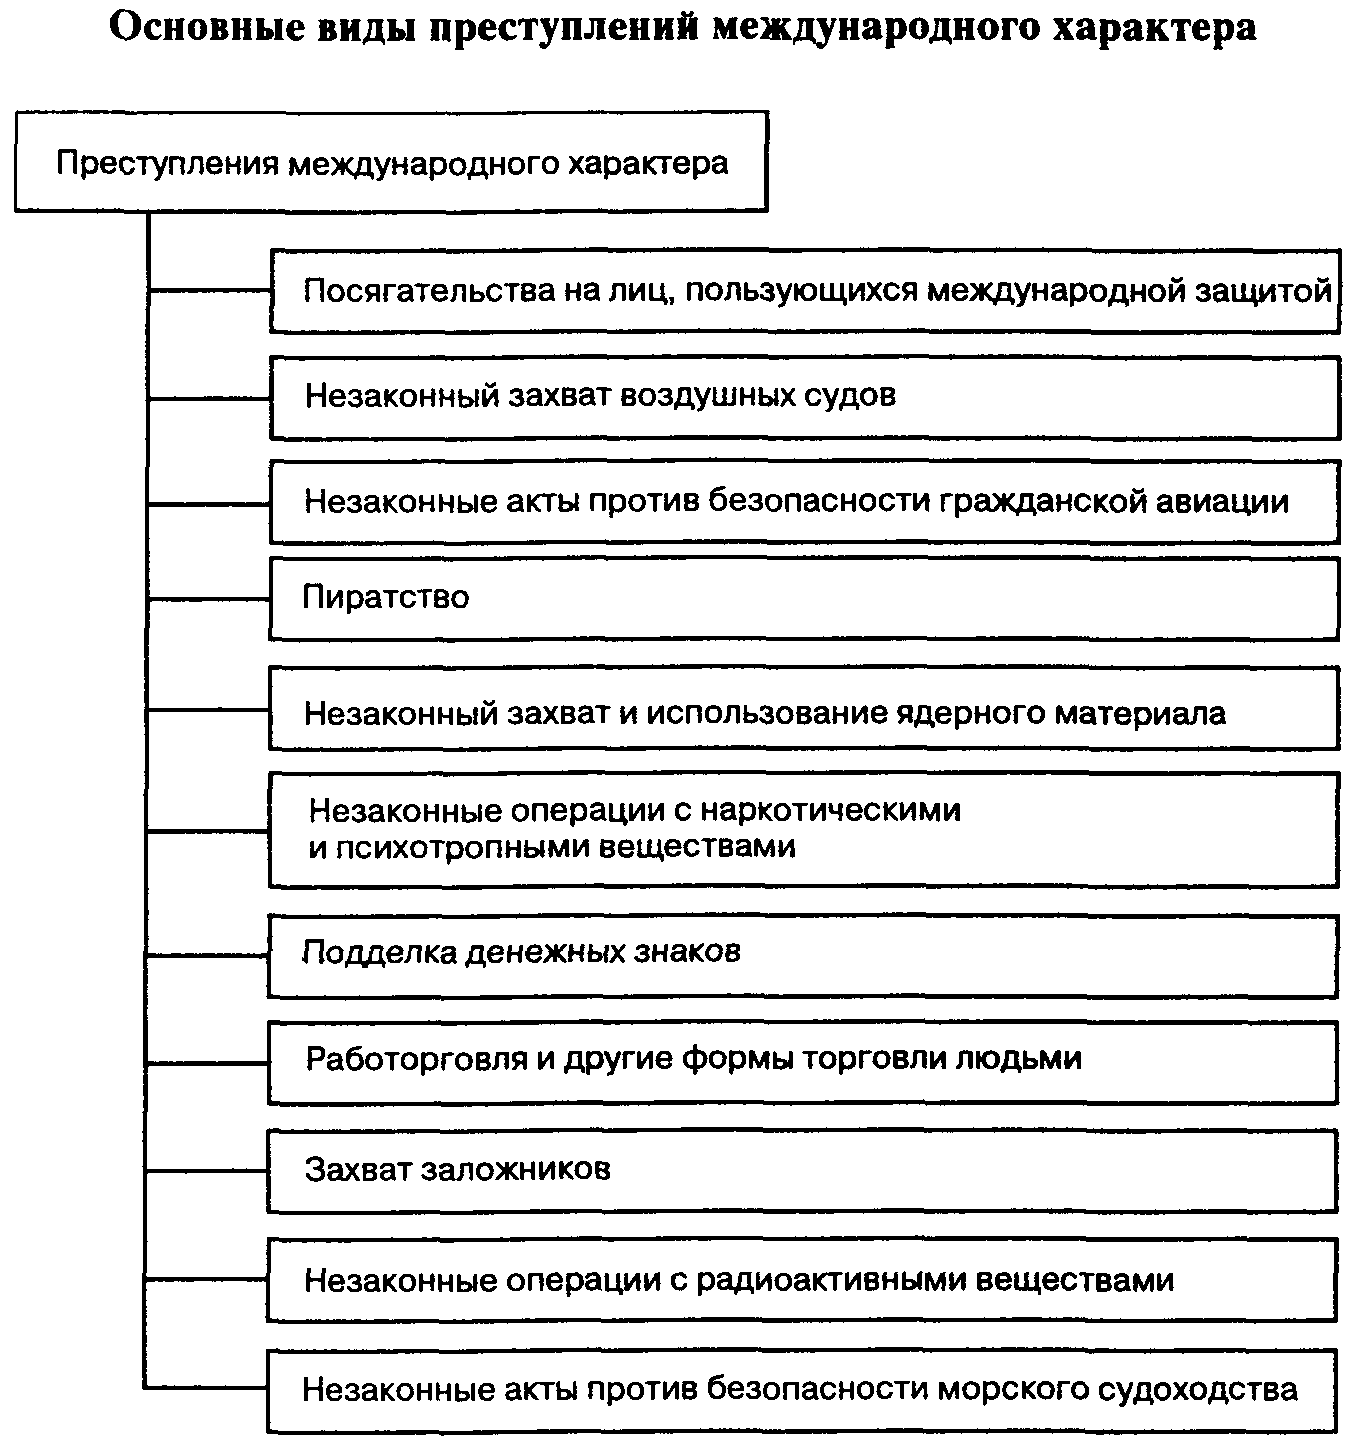 Основные виды преступлений международного характера
Преступления международного характера
Посягательства на лиц, пользующихся международной защитой
Незаконный захват воздушных судов
Незаконные акты против безопасности гражданской авиации
Пиратство
Незаконный захват и использование ядерного материала
Незаконные операции с наркотическими
и психотропными веществами
Подделка денежных знаков
Работорговля и другие формы торговли людьми
Захват заложников
Незаконные операции с радиоактивными веществами
Незаконные акты против безопасности морского судоходства